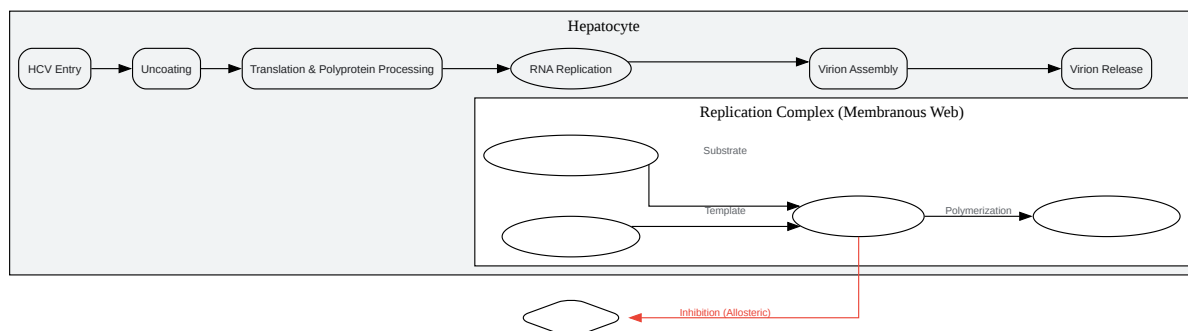 Hepatocyte
HCV Entry
Uncoating
Translation & Polyprotein Processing
RNA Replication
Virion Assembly
Virion Release
Replication Complex (Membranous Web)
Substrate
Template
Polymerization
Inhibition (Allosteric)